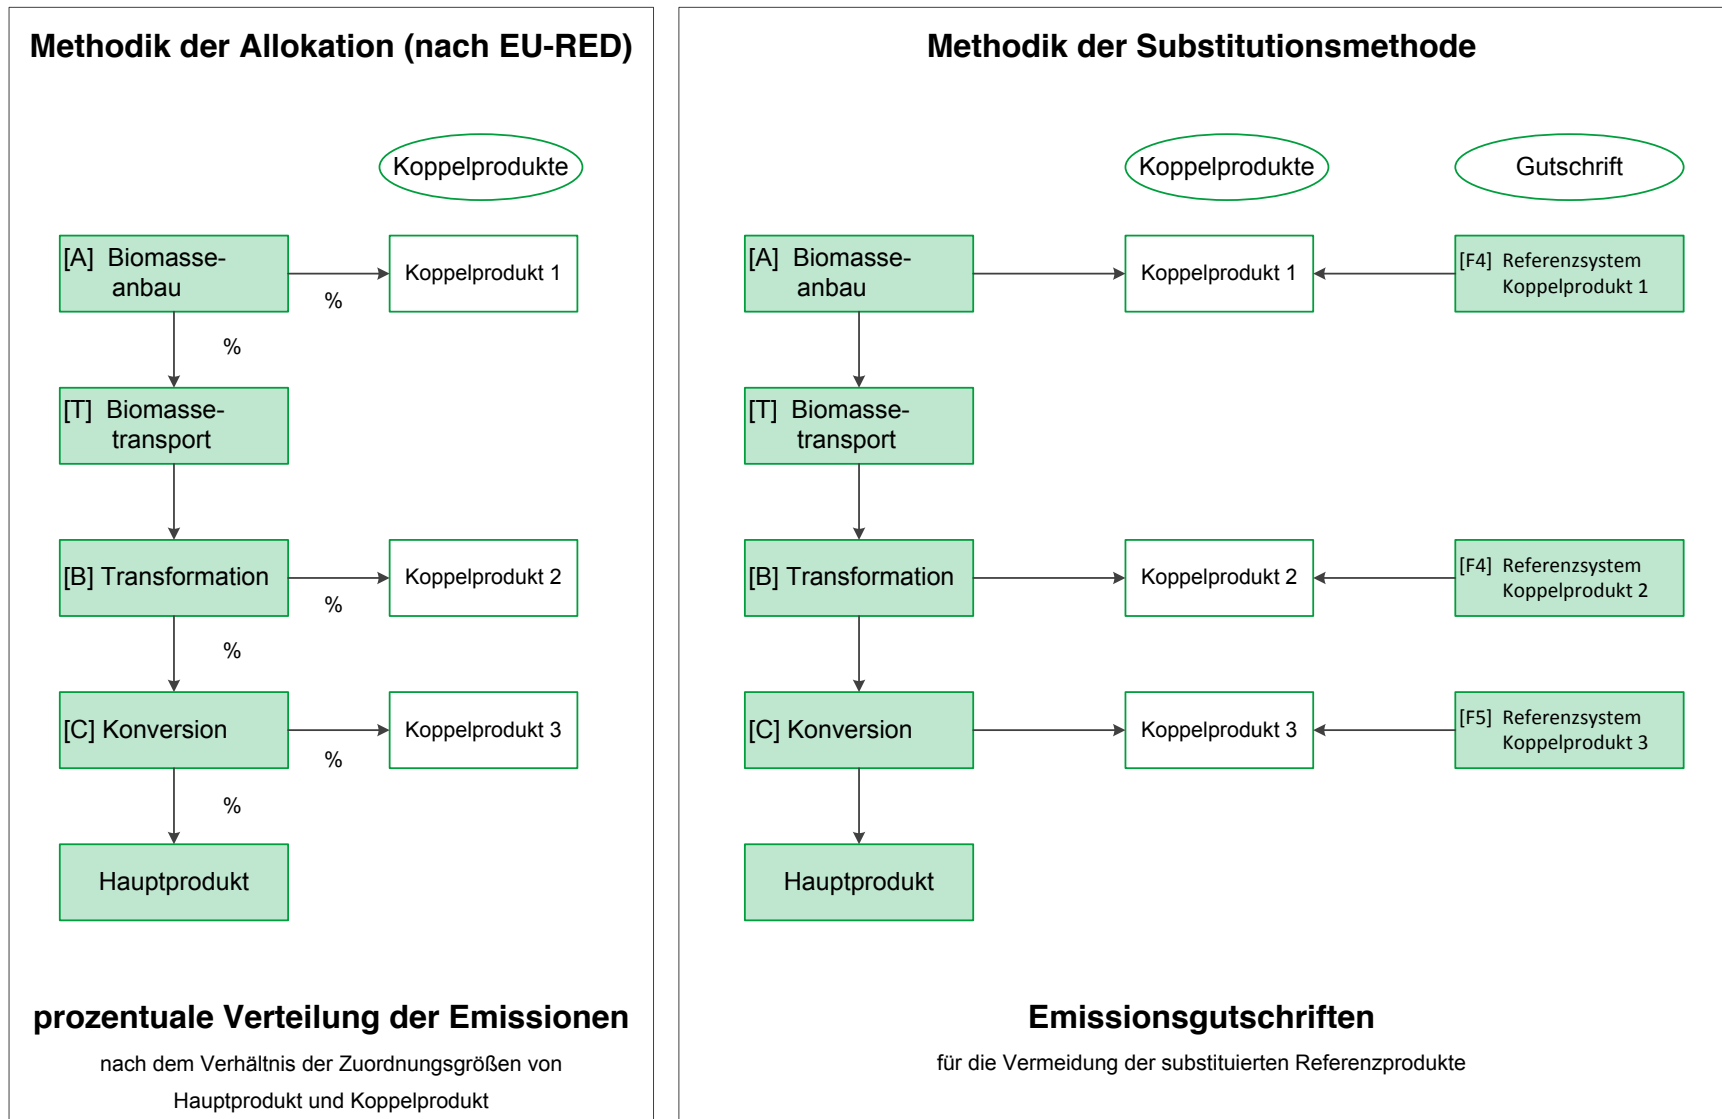 Methodik der Allokation (nach EU-RED)
Koppelprodukte
[A] Biomasse-
anbau
Koppelprodukt 1
%
%
[T] Biomasse-
transport
[B] Transformation
Koppelprodukt 2
%
%
[C] Konversion
Koppelprodukt 3
%
%
Hauptprodukt
prozentuale Verteilung der Emissionen
nach dem Verhältnis der Zuordnungsgrößen von
Hauptprodukt und Koppelprodukt
Methodik der Substitutionsmethode
Koppelprodukte
Gutschrift
[A] Biomasse-
anbau
Koppelprodukt 1
[F4] Referenzsystem
Koppelprodukt 1
[T] Biomasse-
transport
[B] Transformation
Koppelprodukt 2
[F4] Referenzsystem
Koppelprodukt 2
[C] Konversion
Koppelprodukt 3
[F5] Referenzsystem
Koppelprodukt 3
Hauptprodukt
Emissionsgutschriften
für die Vermeidung der substituierten Referenzprodukte